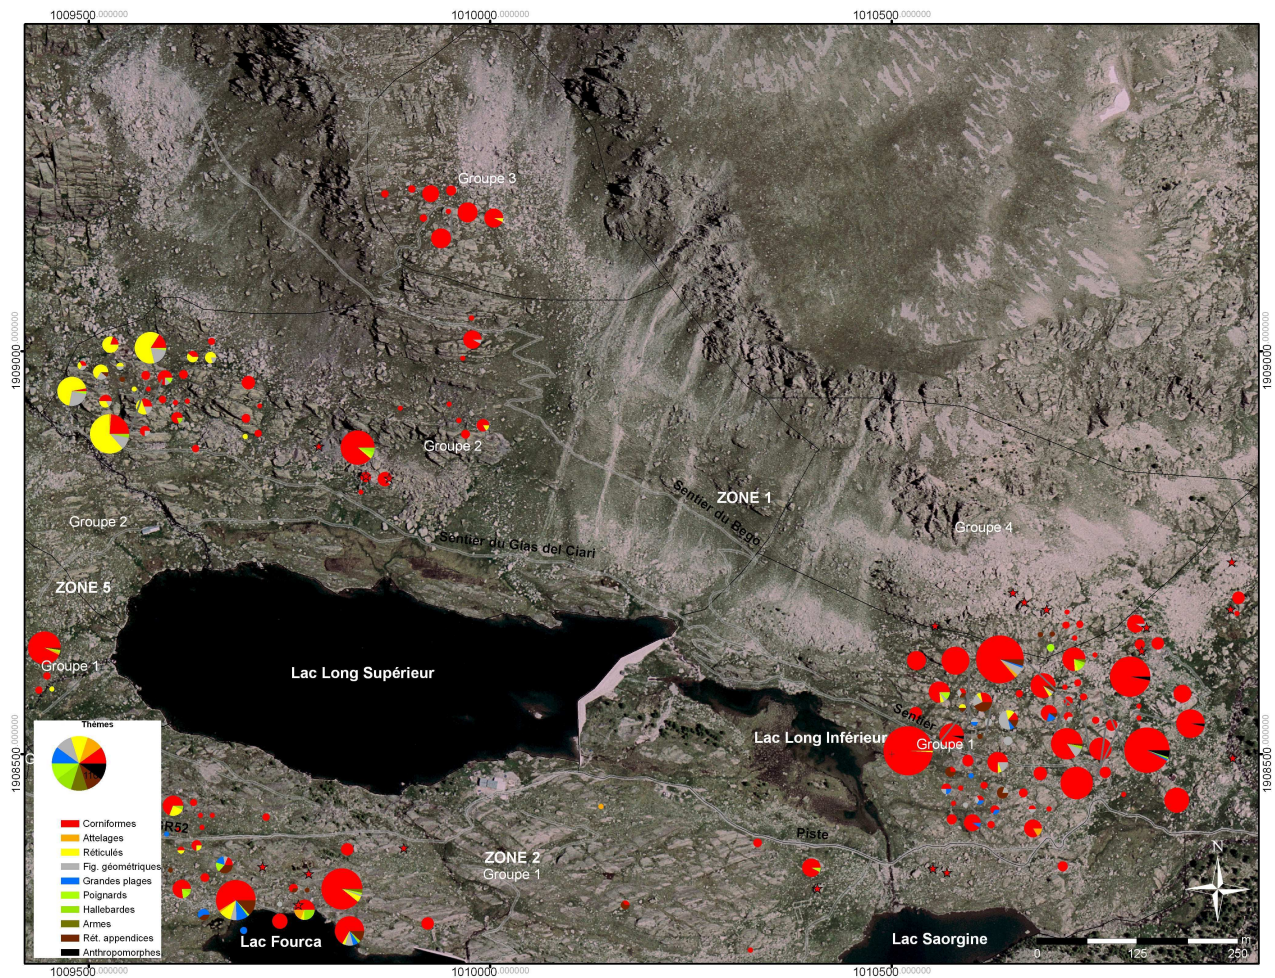 1009500.000000
1010000.000000
1010500.000000
Groupe 3
1909000.000000
1909000.000000
Groupe 2
ZONE 1
Sentier du Bego
Groupe 4
Groupe 2
Sentier du Glas del Ciari
ZONE 5
Groupe 1
Lac Long Supérieur
Sentier
Lac Long Inférieur
Groupe 1
1908500.000000
1908500.000000
Thèmes
110
G
Corniformes
Attelages
Réticulés
Fig. géométriques
Grandes plages
Poignards
Hallebardes
Armes
Rét. appendices
Anthropomorphes
GR52
Piste
ZONE 2
Groupe 1
N
Lac Fourca
Lac Saorgine
m
0 125 250
1009500.000000
1010000.000000
1010500.000000